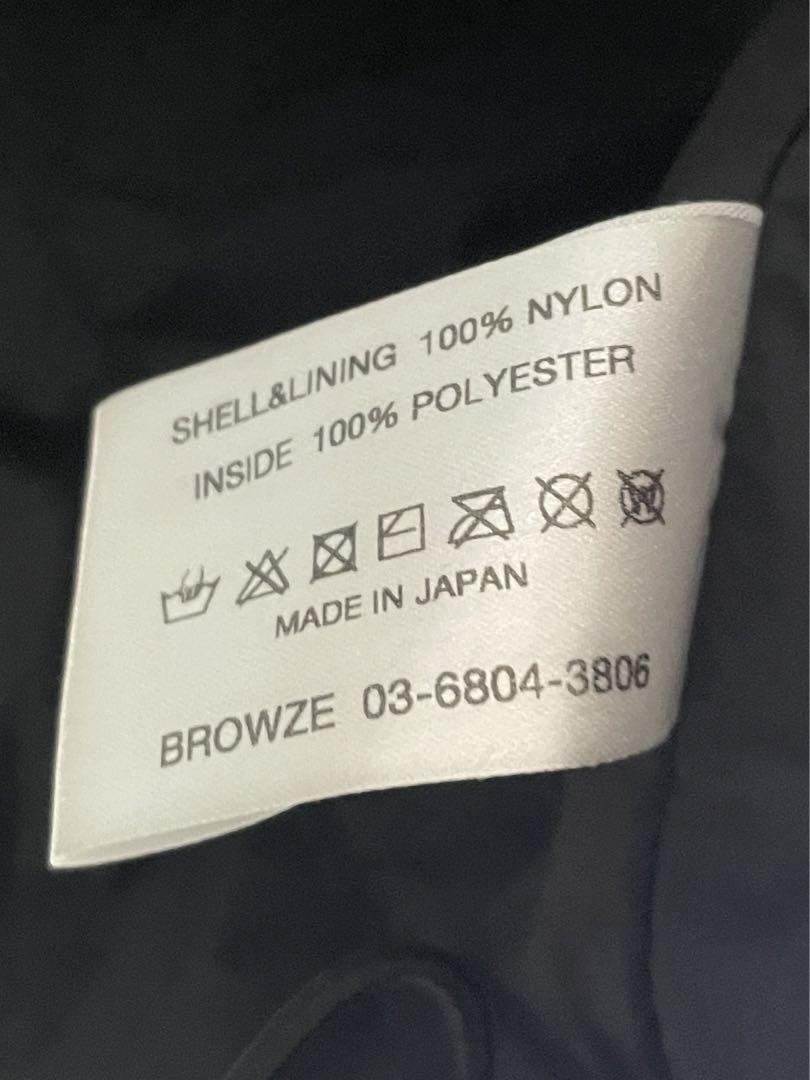 SHELL&LINING 100% NYLON
INSIDE 100% POLYESTER
W
MADE IN JAPAN
BROWZE 03-6804-3806